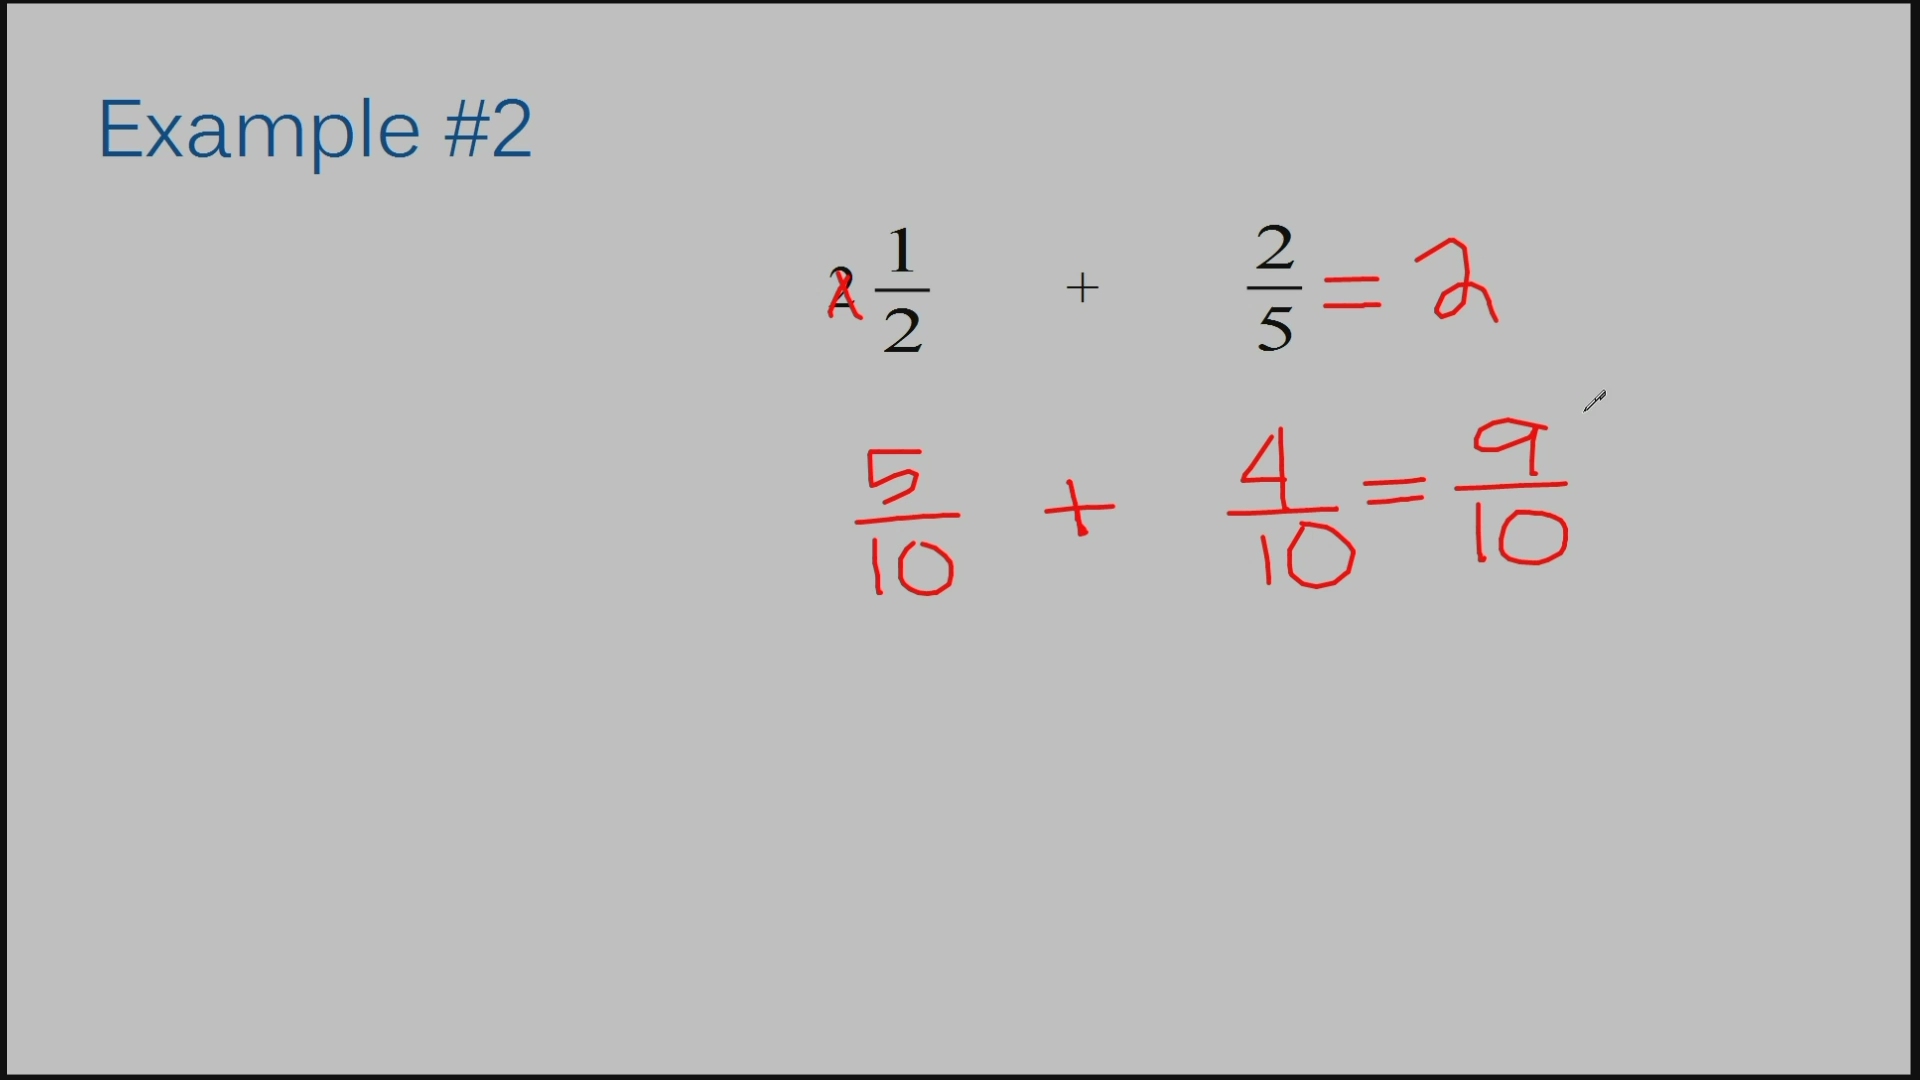 Example #2
2 1/2 + 2/5 = 2
5/10 + 4/10 = 9/10